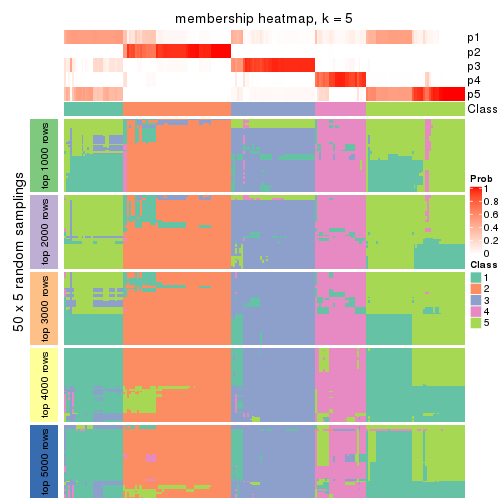 membership heatmap, k = 5
p1
p2
p3
p4
p5
Class
50 x 5 random samplings
top 1000 rows
top 2000 rows
top 3000 rows
top 4000 rows
top 5000 rows
Prob
1
0.8
0.6
0.4
0.2
0
Class
1
2
3
4
5